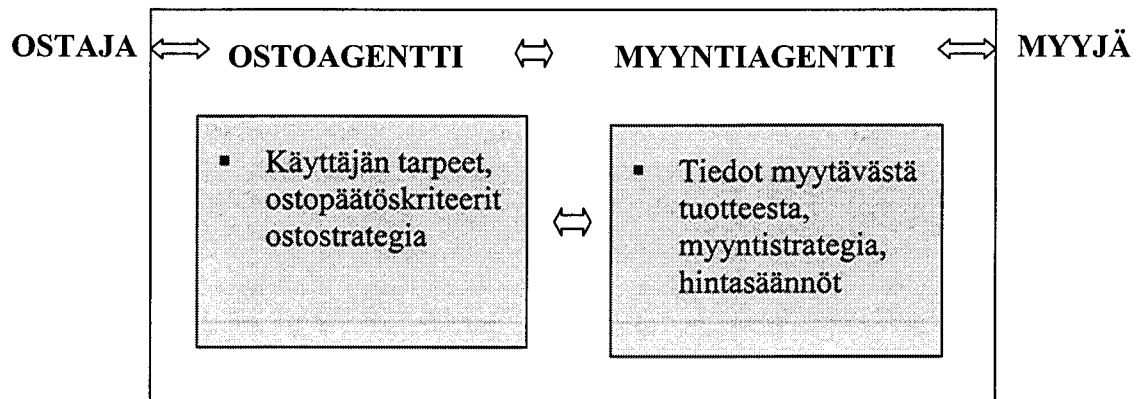 OSTAJA OSTOAGENTTI MYYNTIAGENTTI MYYJÄ
▪ Käyttäjän tarpeet,
ostopäätöskriteerit
ostostrategia
▪ Tiedot myytävästä
tuotteesta,
myyntistrategia,
hintasäännöt